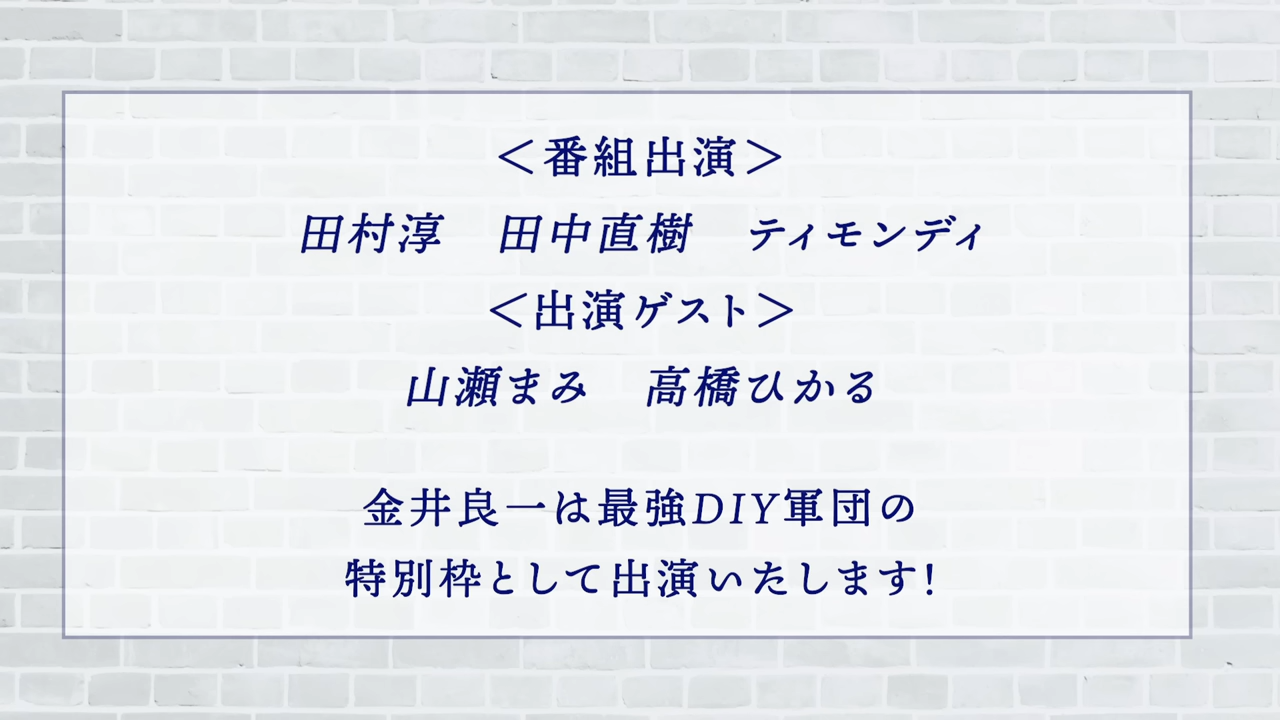 ＜番組出演＞
田村淳　田中直樹　ティモンディ
＜出演ゲスト＞
山瀬まみ　高橋ひかる
金井良一は最強DIY軍団の
特別枠として出演いたします!